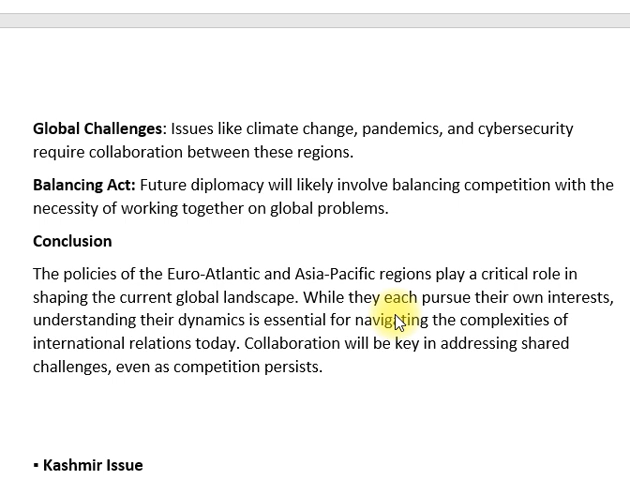 Global Challenges: Issues like climate change, pandemics, and cybersecurity
require collaboration between these regions.
Balancing Act: Future diplomacy will likely involve balancing competition with the
necessity of working together on global problems.
Conclusion
The policies of the Euro-Atlantic and Asia-Pacific regions play a critical role in
shaping the current global landscape. While they each pursue their own interests,
understanding their dynamics is essential for navigating the complexities of
international relations today. Collaboration will be key in addressing shared
challenges, even as competition persists.
▪ Kashmir Issue